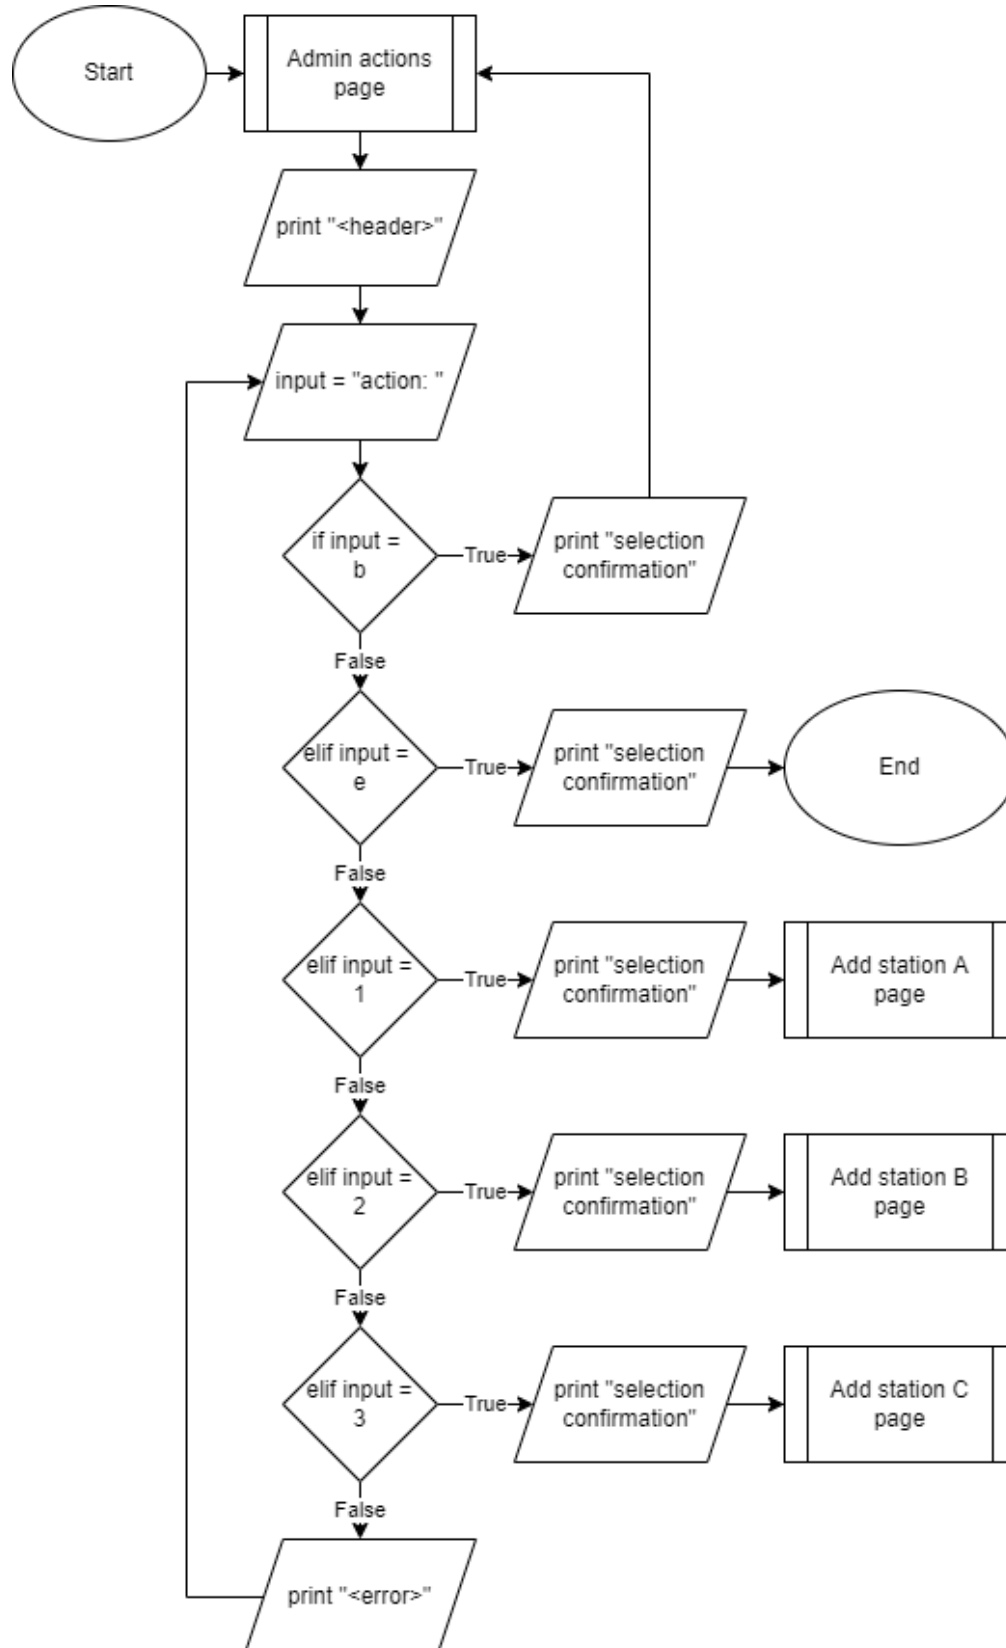 Start
Admin actions
page
print "<header>"
input = "action: "
if input =
b
True
print "selection
confirmation"
False
elif input =
e
True
print "selection
confirmation"
End
False
elif input =
1
True
print "selection
confirmation"
Add station A
page
False
elif input =
2
True
print "selection
confirmation"
Add station B
page
False
elif input =
3
True
print "selection
confirmation"
Add station C
page
False
print "<error>"